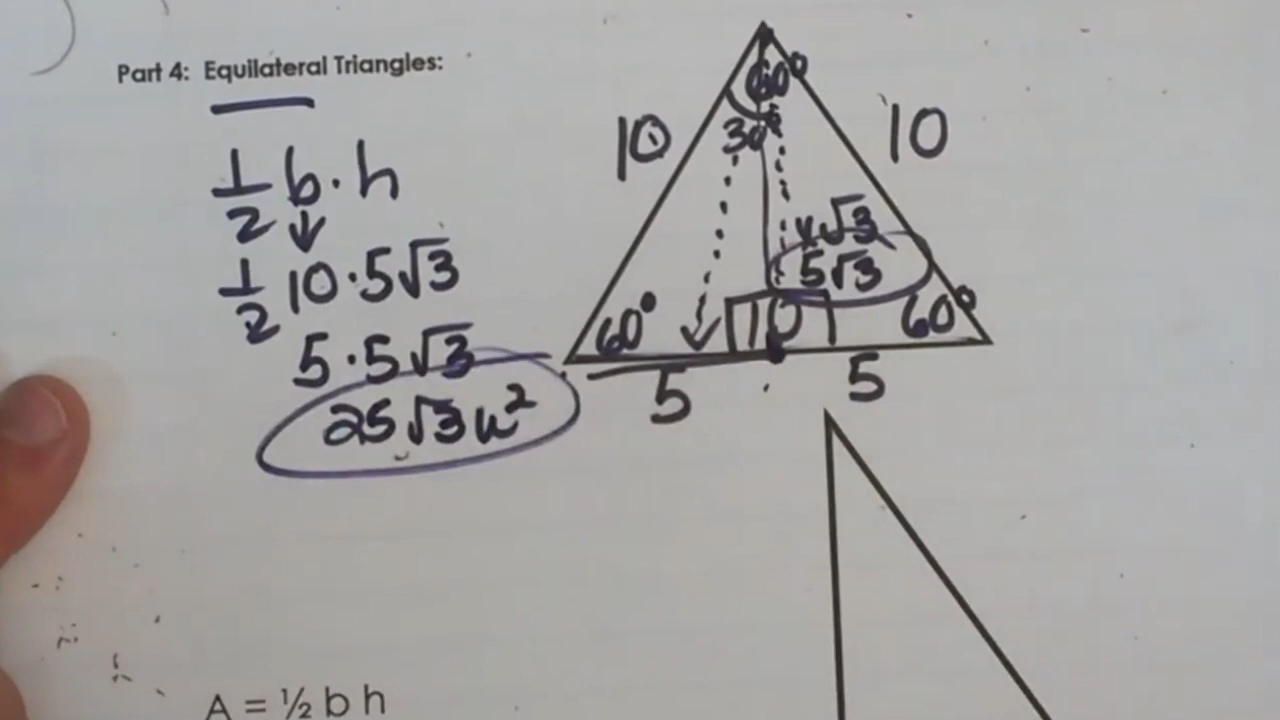 Part 4: Equilateral Triangles:
1/2 b · h
1/2 10 · 5√3
5 · 5√3
25√3 u²
60°
30°
10
10
x√3
5√3
60°
10
60°
5
5
A = ½ b h